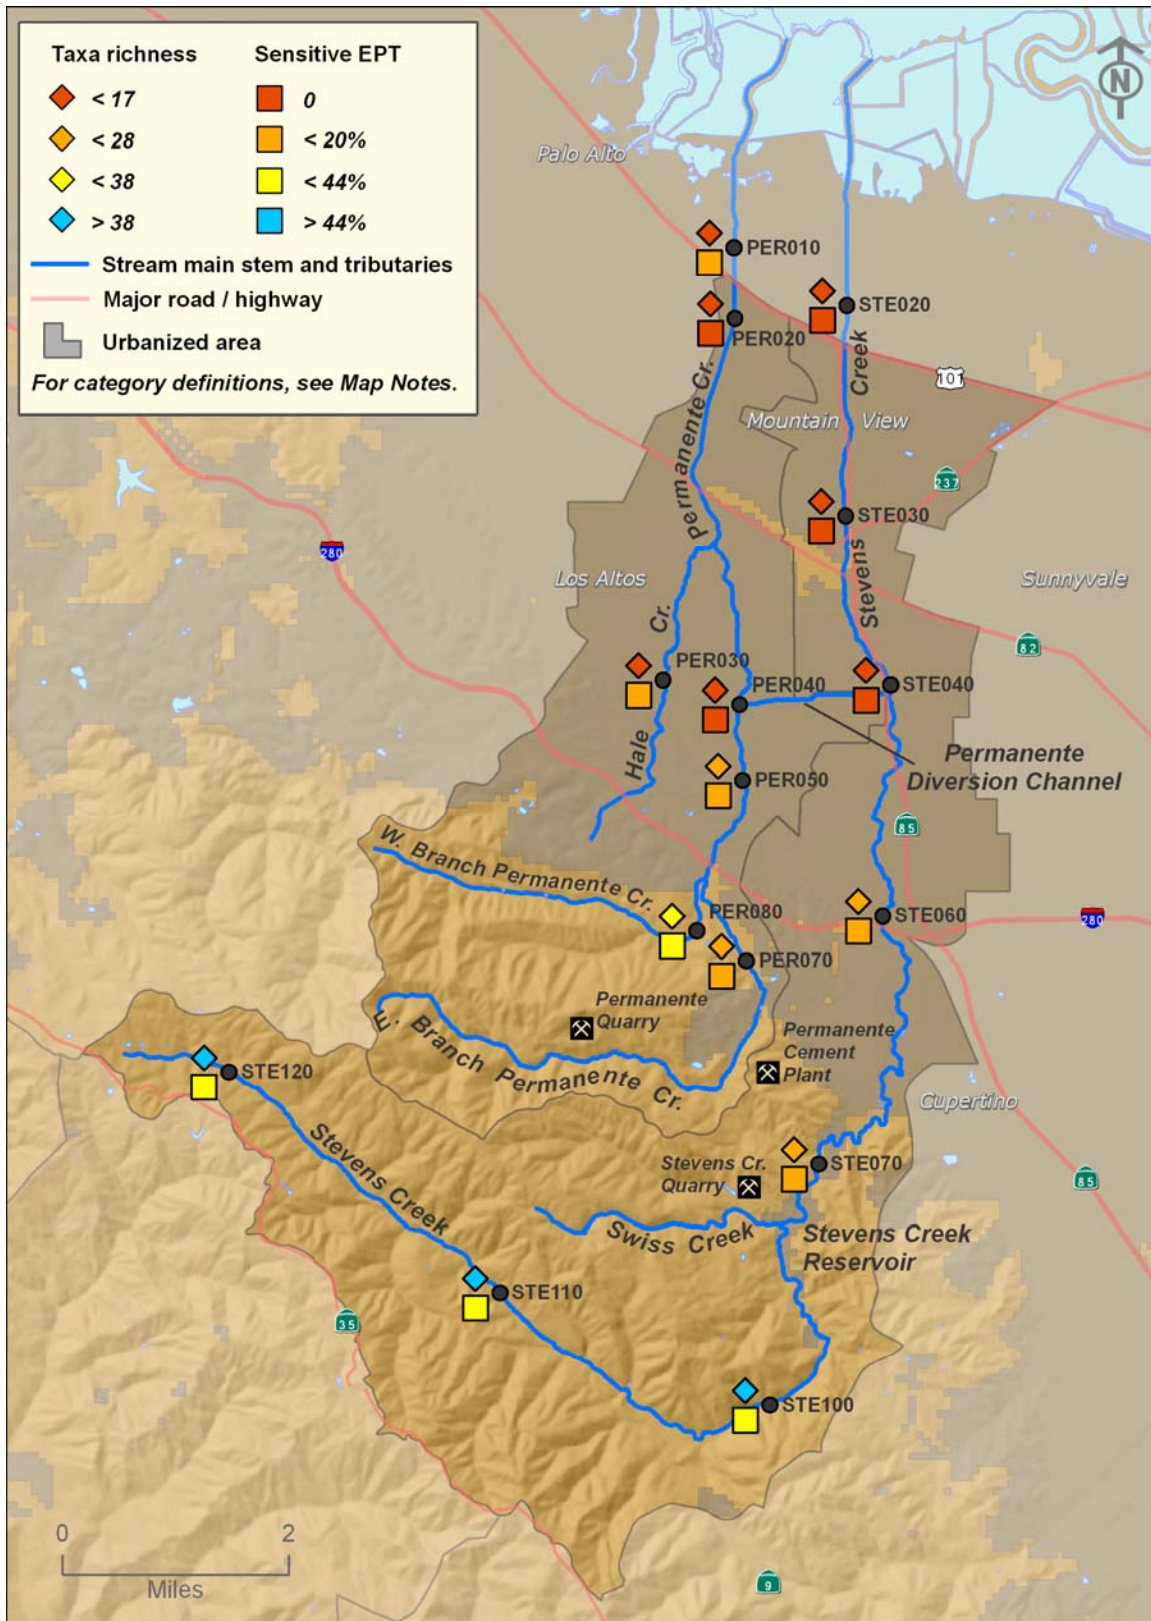 Taxa richness Sensitive EPT
< 17 0
< 28 < 20%
< 38 < 44%
> 38 > 44%
Stream main stem and tributaries
Major road / highway
Urbanized area
For category definitions, see Map Notes.
N
Palo Alto
PER010
STE020
PER020
Creek
101
Permanente Cr.
Mountain View
237
STE030
280
Los Altos
Stevens
Sunnyvale
82
Cr.
PER030
PER040
STE040
Hale
Permanente
Diversion Channel
PER050
85
W. Branch Permanente Cr.
STE060
280
PER080
PER070
Permanente
Quarry
E. Branch Permanente Cr.
Permanente
Cement
Plant
STE120
Cupertino
Stevens Creek
Stevens Cr.
Quarry
STE070
85
Swiss Creek
Stevens Creek
Reservoir
STE110
35
STE100
0 2
Miles
9